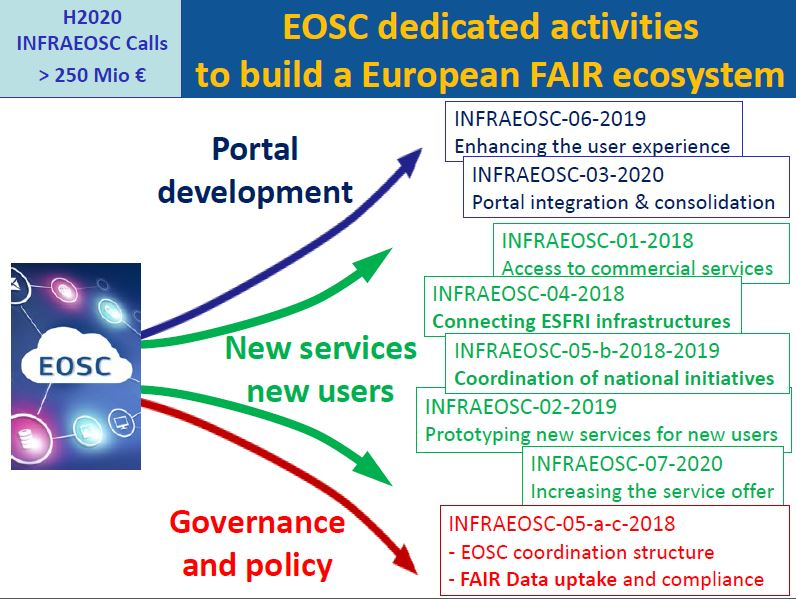 H2020
INFRAEOSC Calls
> 250 Mio €
EOSC dedicated activities
to build a European FAIR ecosystem
Portal
development
INFRAEOSC-06-2019
Enhancing the user experience
INFRAEOSC-03-2020
Portal integration & consolidation
INFRAEOSC-01-2018
Access to commercial services
INFRAEOSC-04-2018
Connecting ESFRI infrastructures
EOSC
New services
new users
INFRAEOSC-05-b-2018-2019
Coordination of national initiatives
INFRAEOSC-02-2019
Prototyping new services for new users
INFRAEOSC-07-2020
Increasing the service offer
Governance
and policy
INFRAEOSC-05-a-c-2018
- EOSC coordination structure
- FAIR Data uptake and compliance